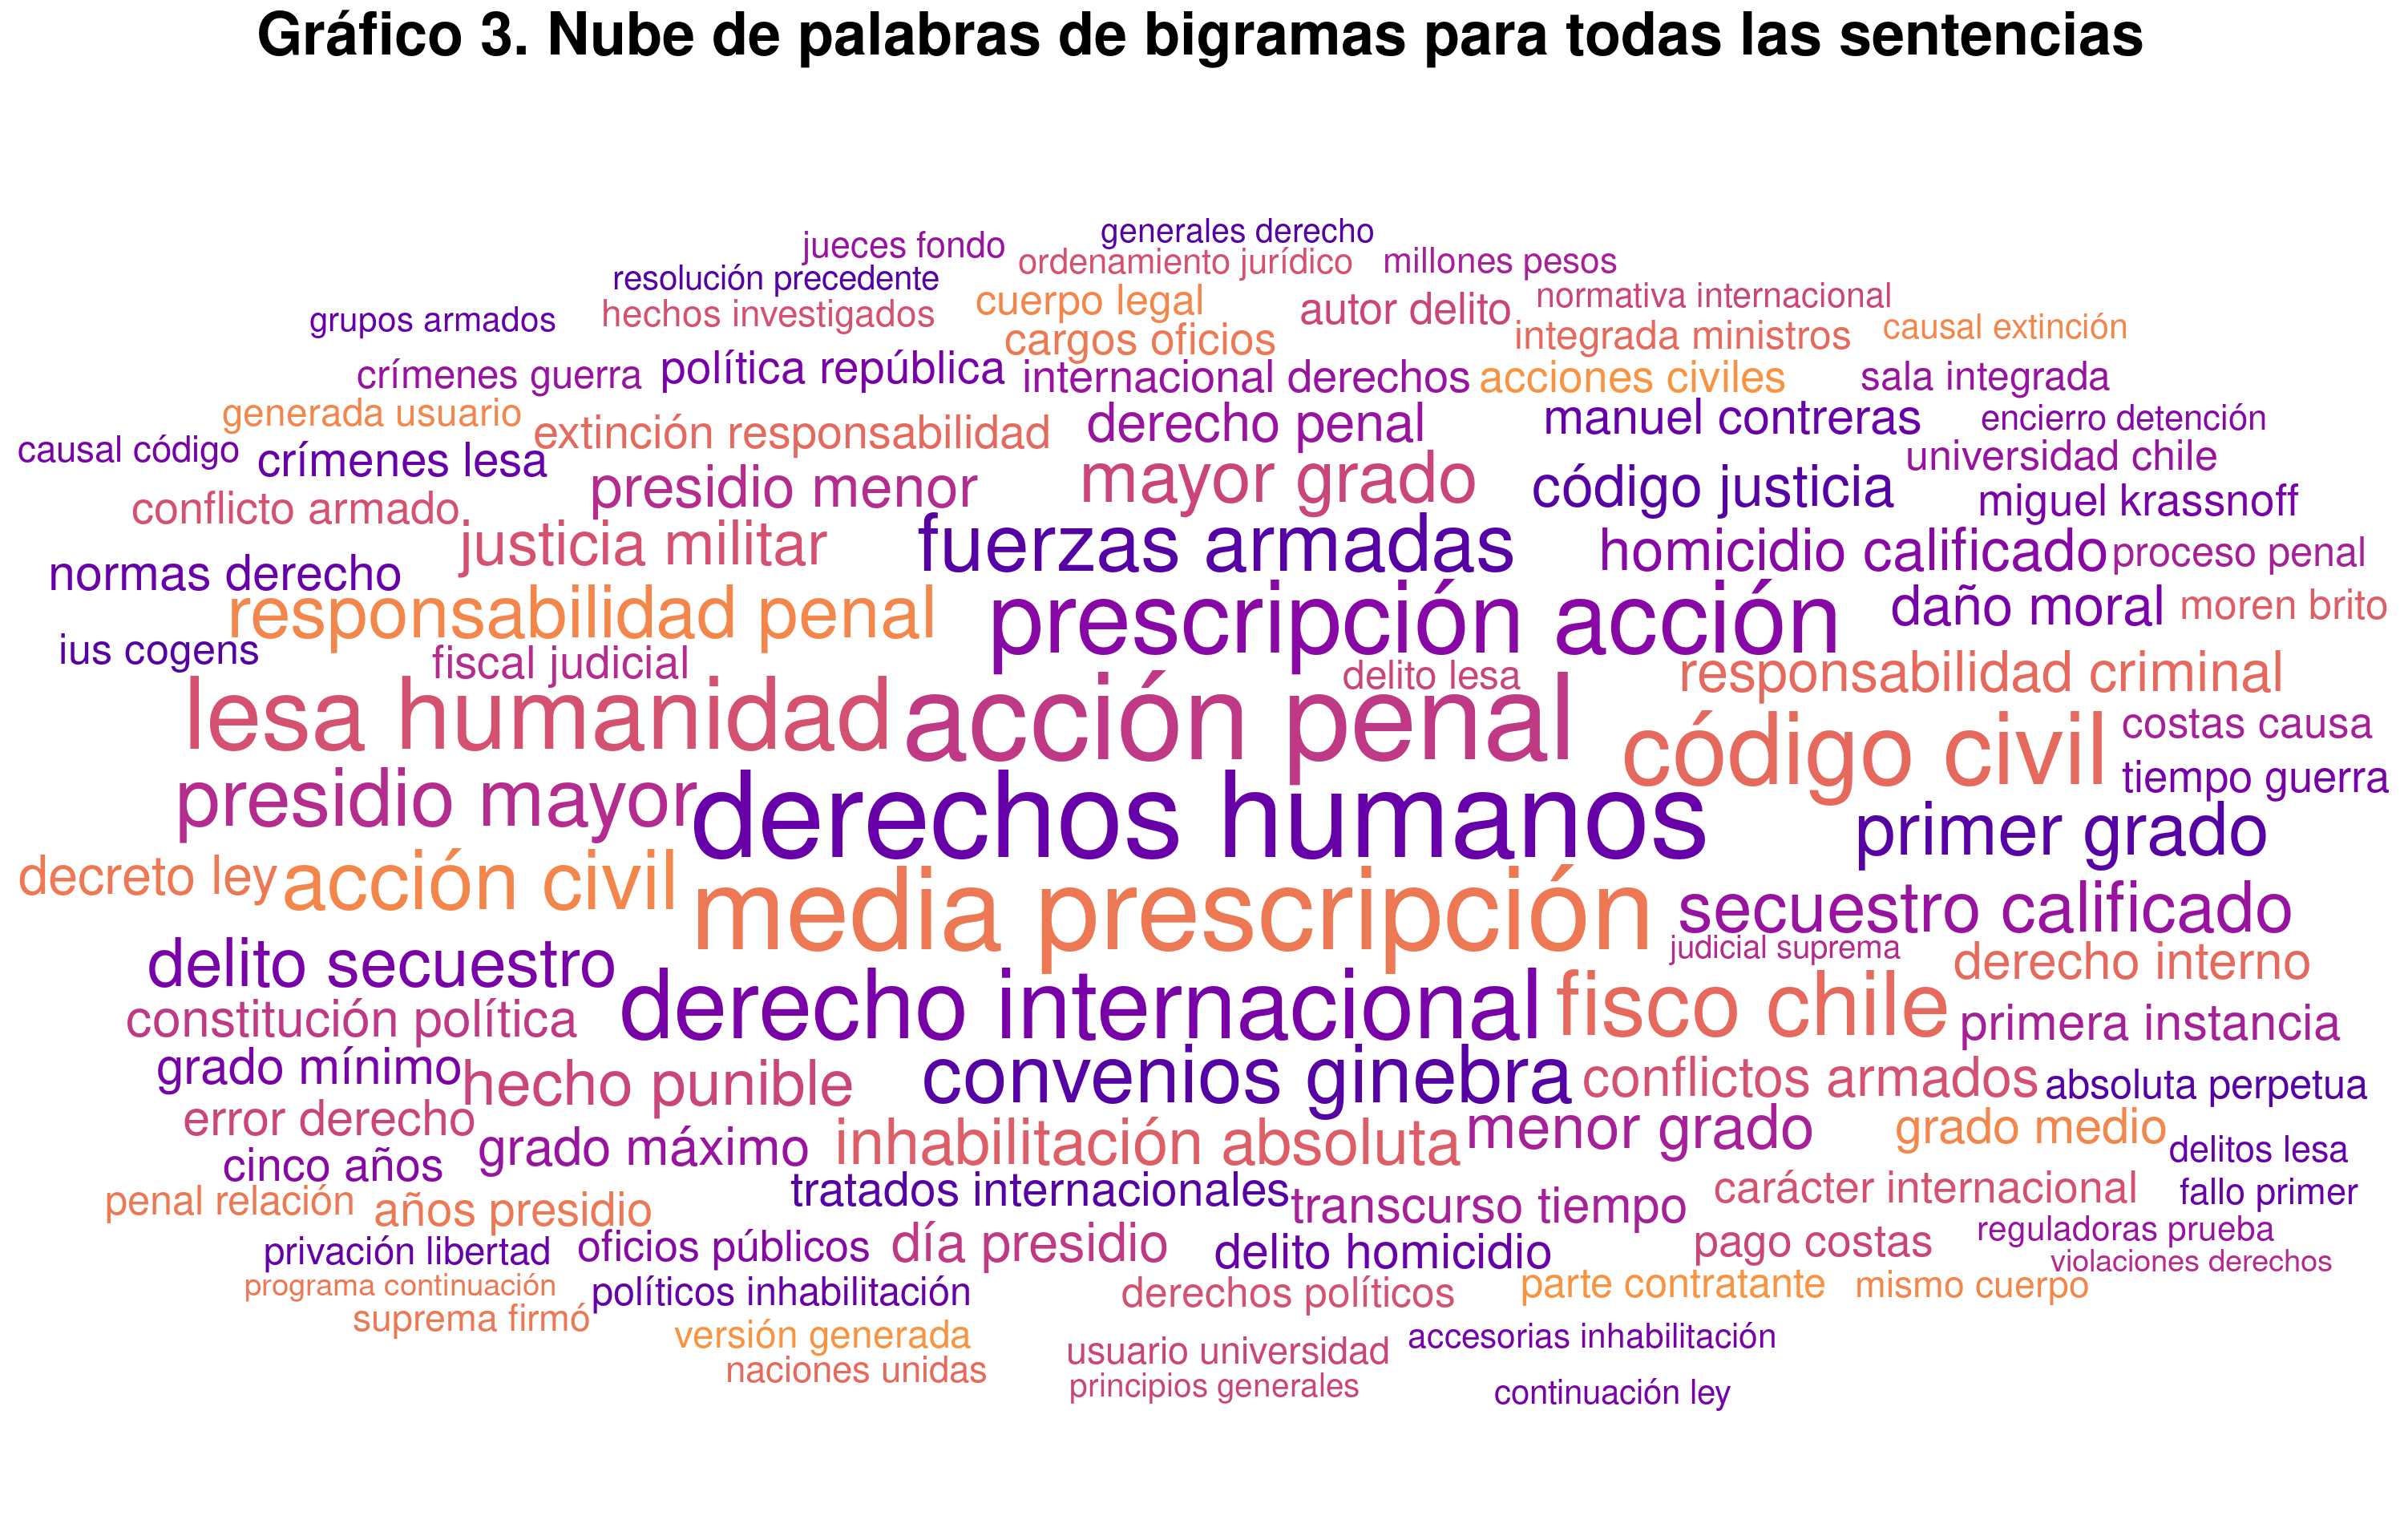 Gráfico 3. Nube de palabras de bigramas para todas las sentencias
generales derecho
jueces fondo
ordenamiento jurídico
millones pesos
resolución precedente
cuerpo legal
normativa internacional
grupos armados
hechos investigados
autor delito
cargos oficios
integrada ministros
causal extinción
crímenes guerra
política república
internacional derechos
acciones civiles
sala integrada
generada usuario
extinción responsabilidad
derecho penal
manuel contreras
encierro detención
causal código
crímenes lesa
universidad chile
presidio menor
mayor grado
código justicia
miguel krassnoff
conflicto armado
justicia militar
fuerzas armadas
homicidio calificado
proceso penal
normas derecho
responsabilidad penal
prescripción acción
daño moral
moren brito
ius cogens
fiscal judicial
delito lesa
responsabilidad criminal
lesa humanidad
acción penal
código civil
costas causa
tiempo guerra
presidio mayor
derechos humanos
primer grado
decreto ley
acción civil
media prescripción
secuestro calificado
judicial suprema
delito secuestro
derecho interno
constitución política
derecho internacional
fisco chile
primera instancia
grado mínimo
hecho punible
convenios ginebra
conflictos armados
absoluta perpetua
error derecho
grado máximo
inhabilitación absoluta
menor grado
grado medio
delitos lesa
cinco años
penal relación
años presidio
tratados internacionales
transcurso tiempo
carácter internacional
fallo primer
privación libertad
oficios públicos
día presidio
delito homicidio
pago costas
reguladoras prueba
violaciones derechos
programa continuación
políticos inhabilitación
derechos políticos
parte contratante
mismo cuerpo
suprema firmó
versión generada
usuario universidad
accesorias inhabilitación
naciones unidas
principios generales
continuación ley